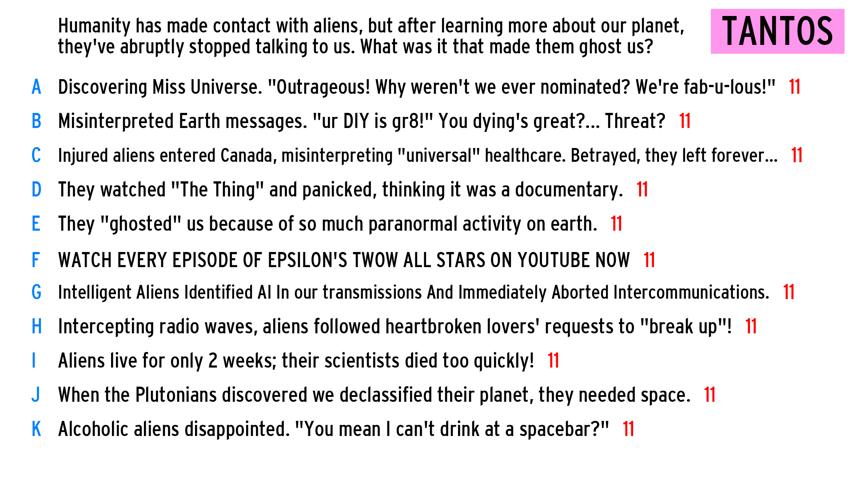 Humanity has made contact with aliens, but after learning more about our planet,
they've abruptly stopped talking to us. What was it that made them ghost us?
TANTOS
A Discovering Miss Universe. "Outrageous! Why weren't we ever nominated? We're fab-u-lous!" 11
B Misinterpreted Earth messages. "ur DIY is gr8!" You dying's great?... Threat? 11
C Injured aliens entered Canada, misinterpreting "universal" healthcare. Betrayed, they left forever... 11
D They watched "The Thing" and panicked, thinking it was a documentary. 11
E They "ghosted" us because of so much paranormal activity on earth. 11
F WATCH EVERY EPISODE OF EPSILON'S TWOW ALL STARS ON YOUTUBE NOW 11
G Intelligent Aliens Identified AI In our transmissions And Immediately Aborted Intercommunications. 11
H Intercepting radio waves, aliens followed heartbroken lovers' requests to "break up"! 11
I Aliens live for only 2 weeks; their scientists died too quickly! 11
J When the Plutonians discovered we declassified their planet, they needed space. 11
K Alcoholic aliens disappointed. "You mean I can't drink at a spacebar?" 11